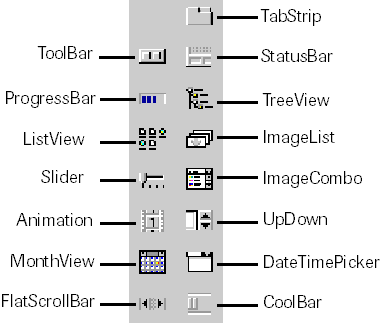 TabStrip
ToolBar
StatusBar
ProgressBar
TreeView
ListView
ImageList
Slider
ImageCombo
Animation
UpDown
MonthView
DateTimePicker
FlatScrollBar
CoolBar